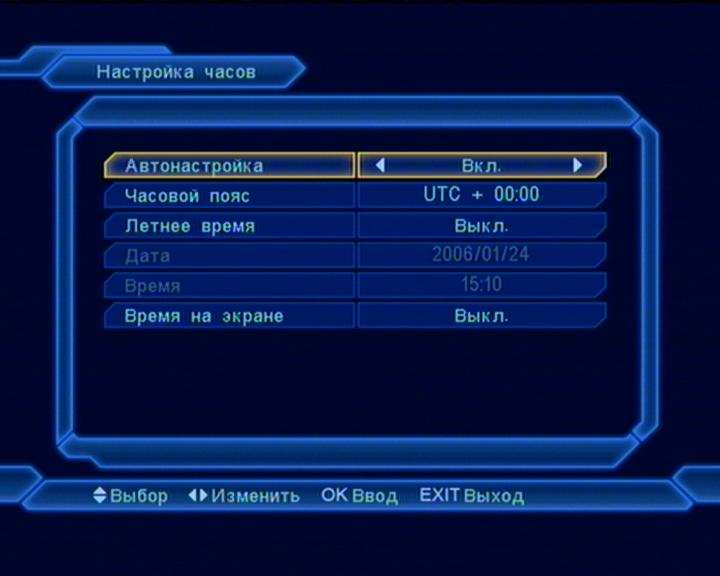 Настройка часов
Автонастройка Вкл.
Часовой пояс UTC + 00:00
Летнее время Выкл.
Дата 2006/01/24
Время 15:10
Время на экране Выкл.
Выбор Изменить OK Ввод EXIT Выход